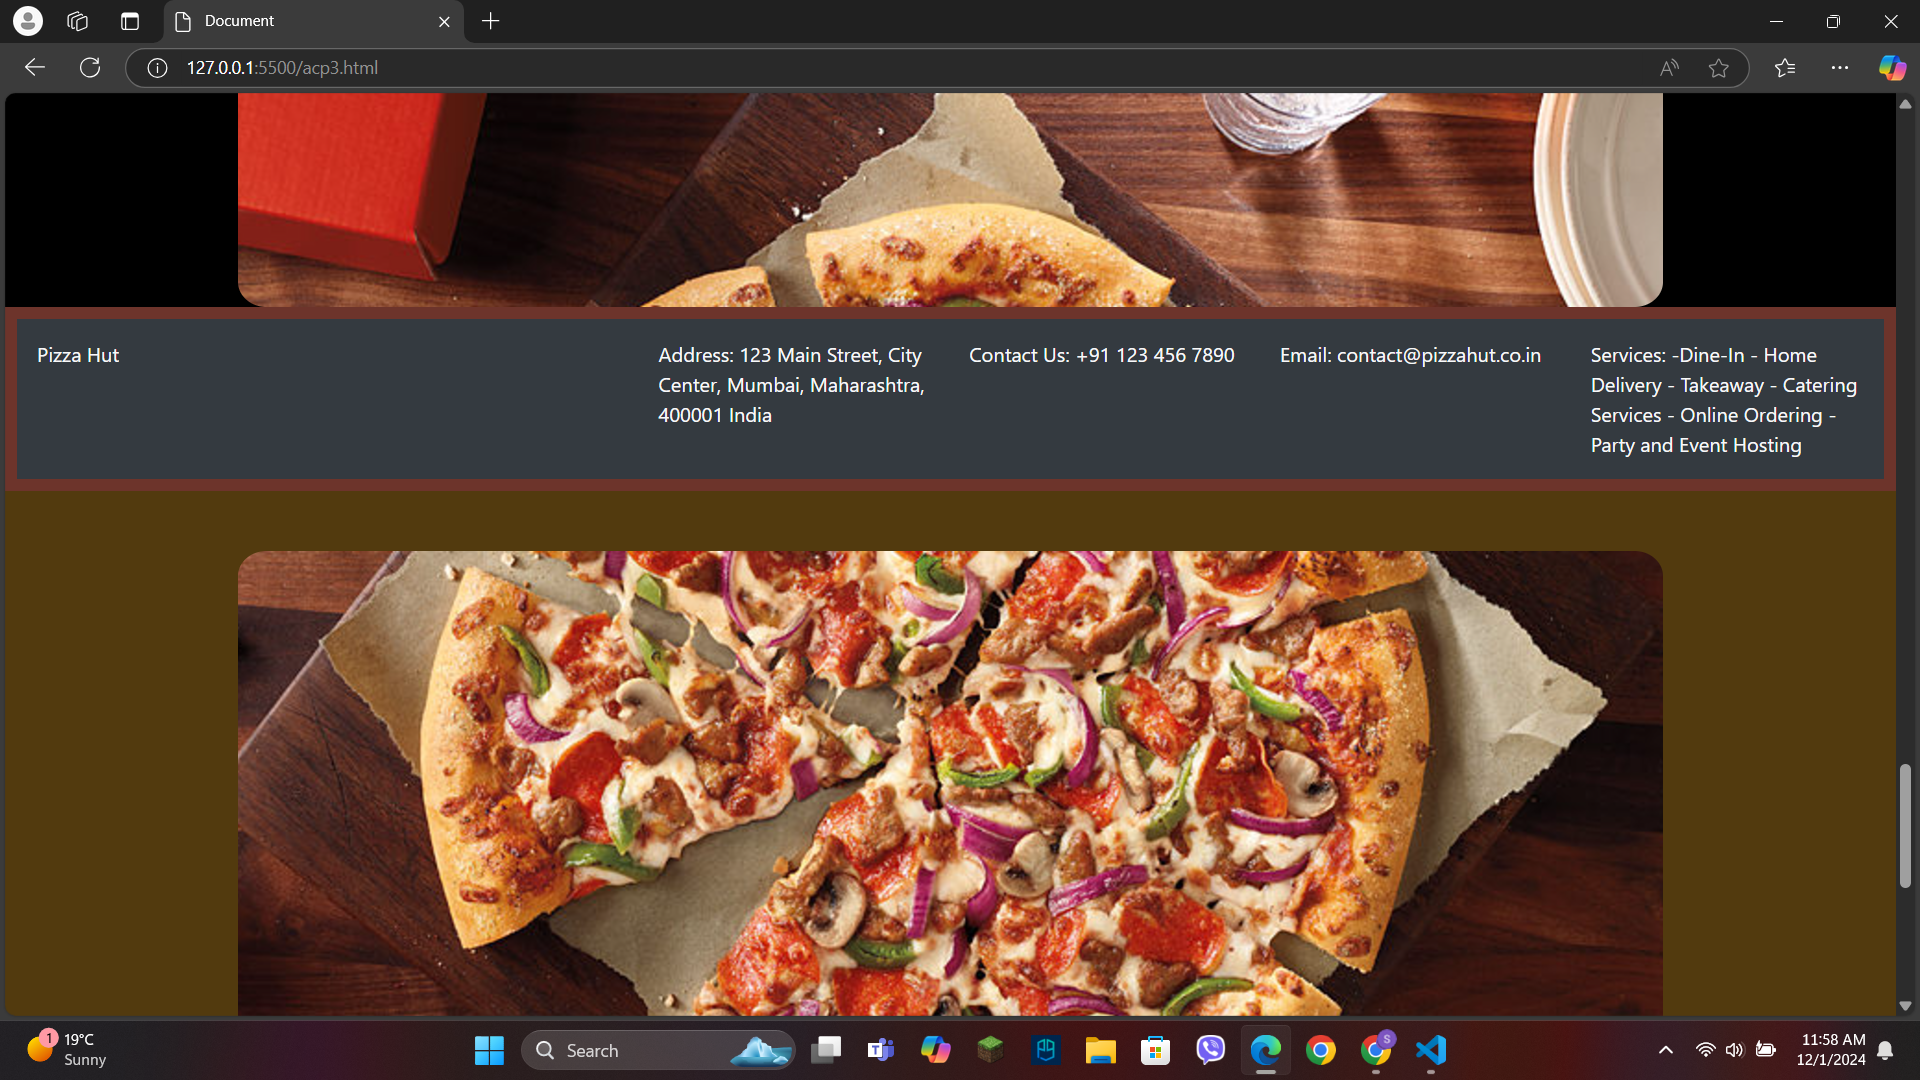 Document
127.0.0.1:5500/acp3.html
Pizza Hut
Address: 123 Main Street, City
Center, Mumbai, Maharashtra,
400001 India
Contact Us: +91 123 456 7890
Email: contact@pizzahut.co.in
Services: -Dine-In - Home
Delivery - Takeaway - Catering
Services - Online Ordering -
Party and Event Hosting
1
19°C
Sunny
Search
S
11:58 AM
12/1/2024